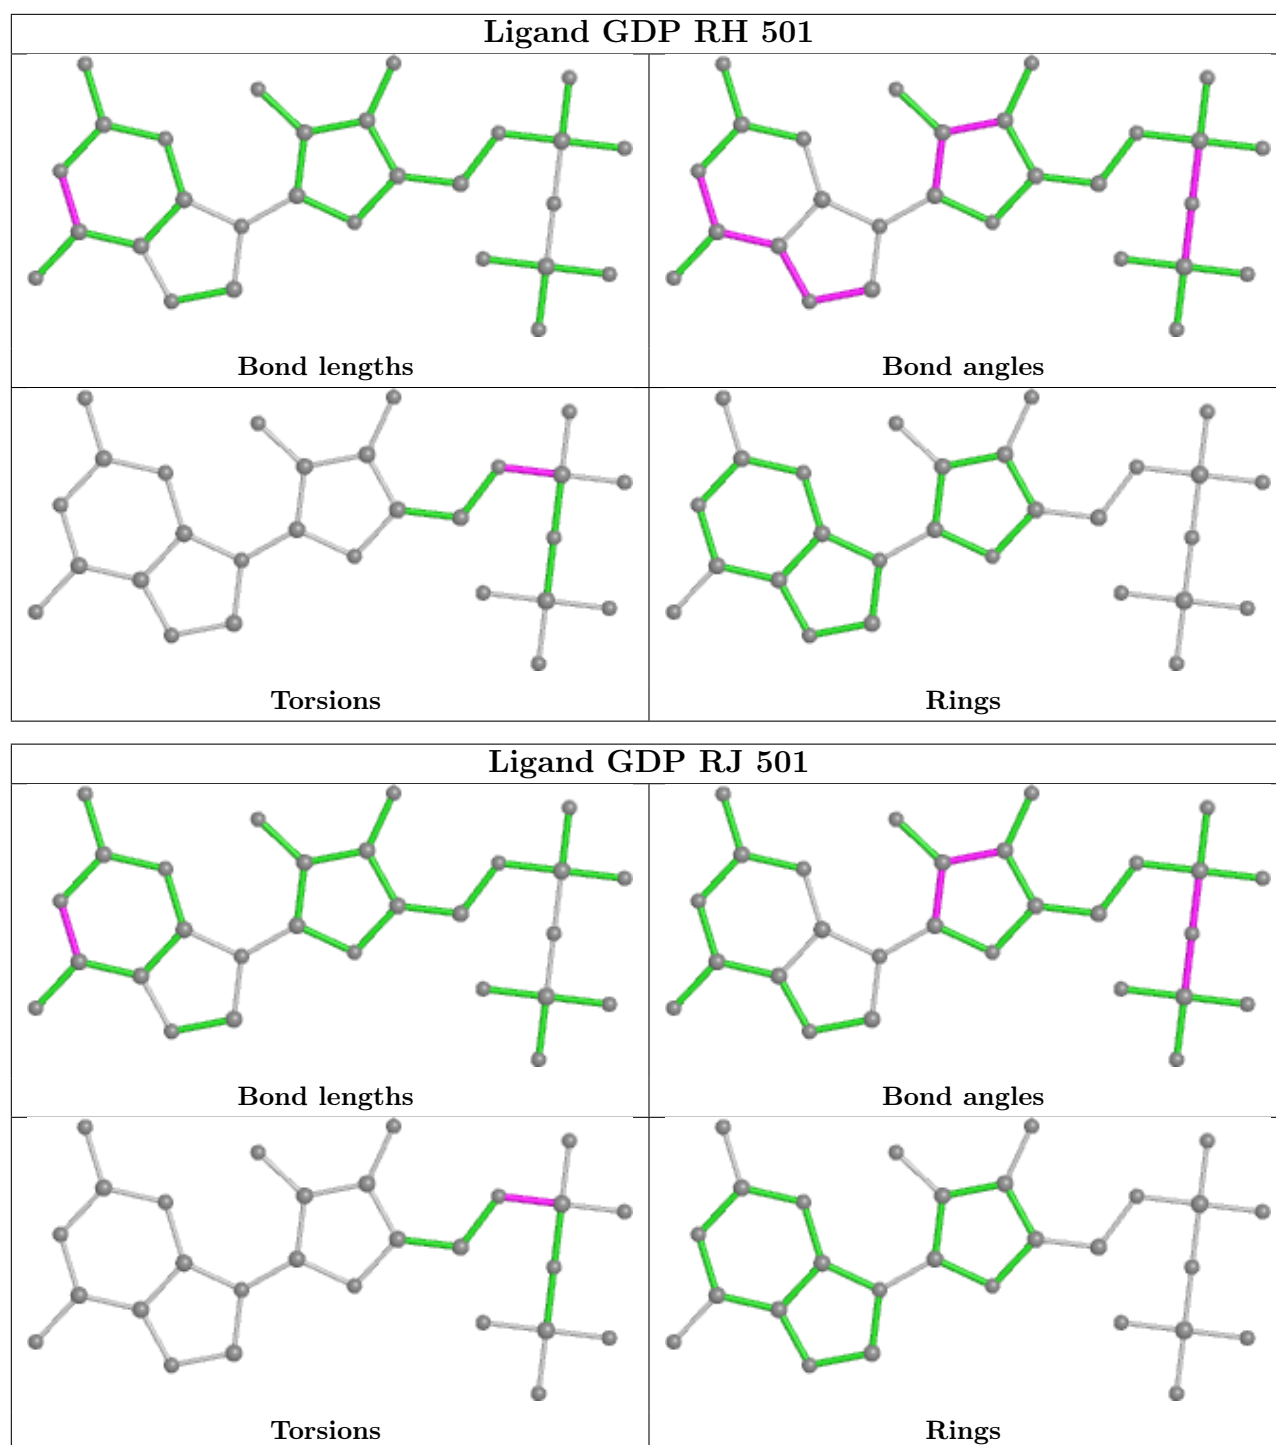 Ligand GDP RH 501
Bond lengths
Bond angles
Torsions
Rings
Ligand GDP RJ 501
Bond lengths
Bond angles
Torsions
Rings